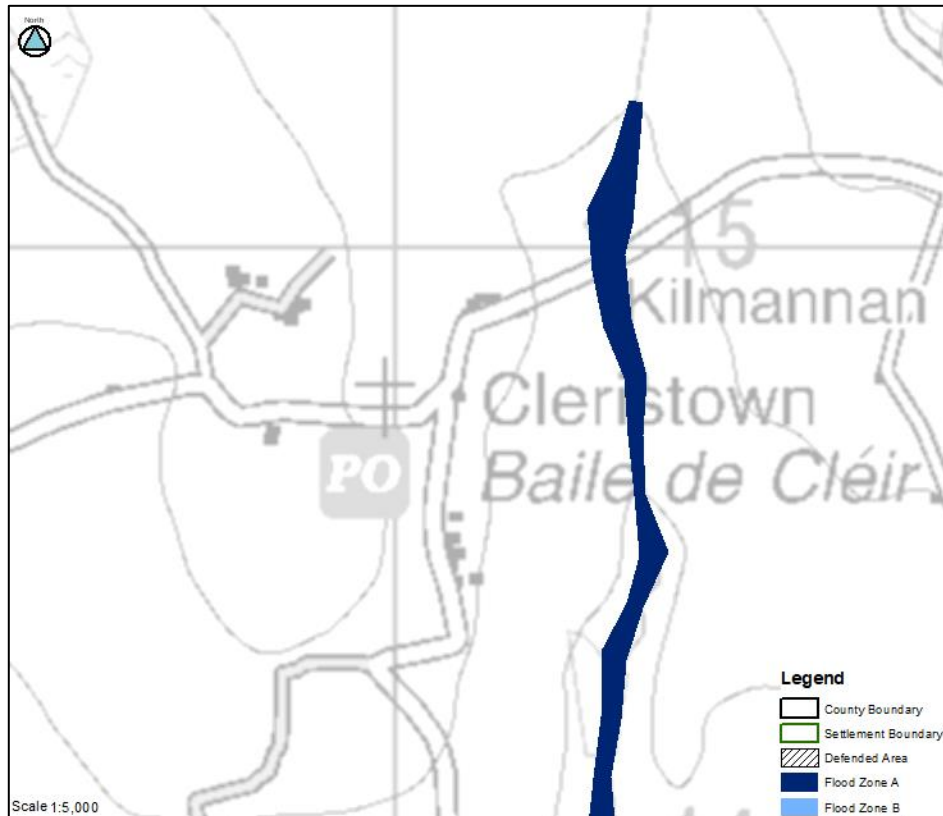 North
15
Kilmannan
Cleristown
PO
Baile de Cléir
Legend
County Boundary
Settlement Boundary
Defended Area
Flood Zone A
Flood Zone B
Scale 1:5,000